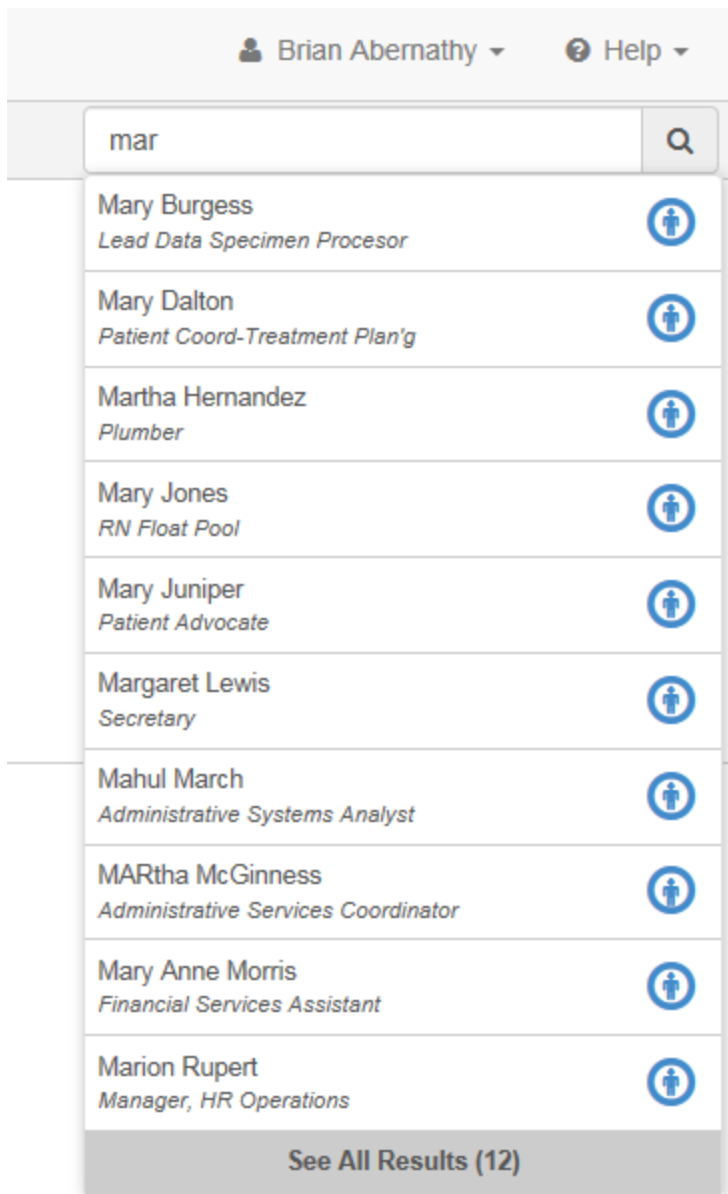 Brian Abernathy Help
mar
Mary Burgess
Lead Data Specimen Procesor
Mary Dalton
Patient Coord-Treatment Plan'g
Martha Hernandez
Plumber
Mary Jones
RN Float Pool
Mary Juniper
Patient Advocate
Margaret Lewis
Secretary
Mahul March
Administrative Systems Analyst
MARtha McGinness
Administrative Services Coordinator
Mary Anne Morris
Financial Services Assistant
Marion Rupert
Manager, HR Operations
See All Results (12)